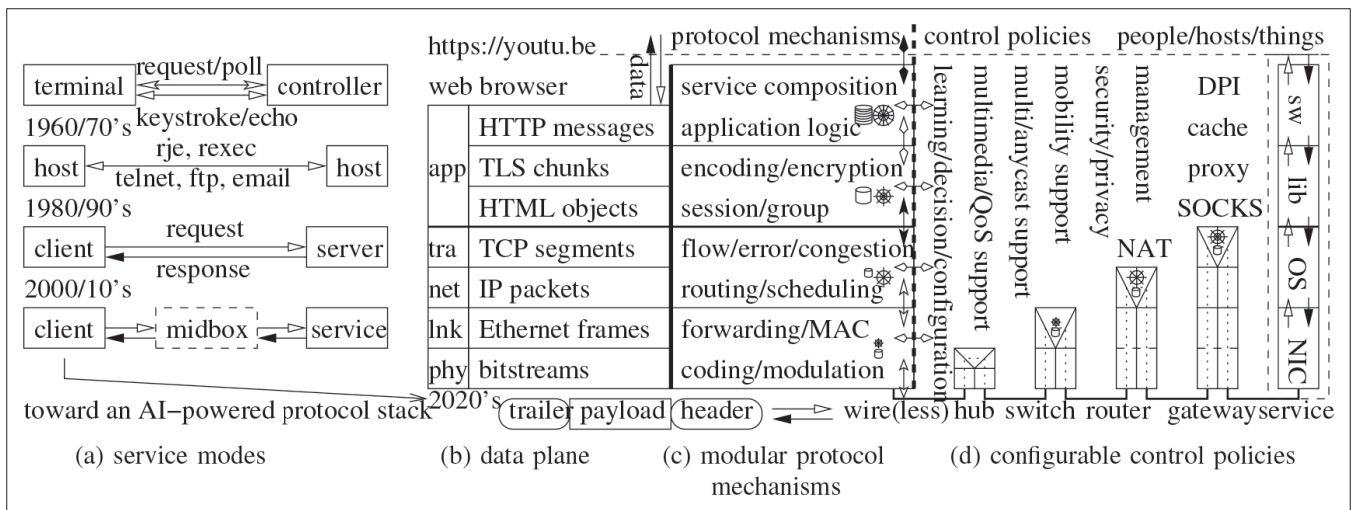 terminal
request/poll
controller
keystroke/echo
1960/70's
host
rje, rexec
host
telnet, ftp, email
1980/90's
client
request
server
response
2000/10's
client
midbox
service
toward an AI-powered protocol stack
(a) service modes
https://youtu.be
data
web browser
app
HTTP messages
TLS chunks
HTML objects
tra
TCP segments
net
IP packets
lnk
Ethernet frames
phy
bitstreams
2020's
trailer
payload
header
(b) data plane
protocol mechanisms
service composition
application logic
encoding/encryption
session/group
flow/error/congestion
routing/scheduling
forwarding/MAC
coding/modulation
(c) modular protocol
mechanisms
control policies
people/hosts/things
learning/decision/configuration
multimedia/QoS support
multi/anycast support
mobility support
security/privacy
management
DPI
cache
proxy
SOCKS
NAT
sw
lib
OS
NIC
wire(less)
hub
switch
router
gateway
service
(d) configurable control policies